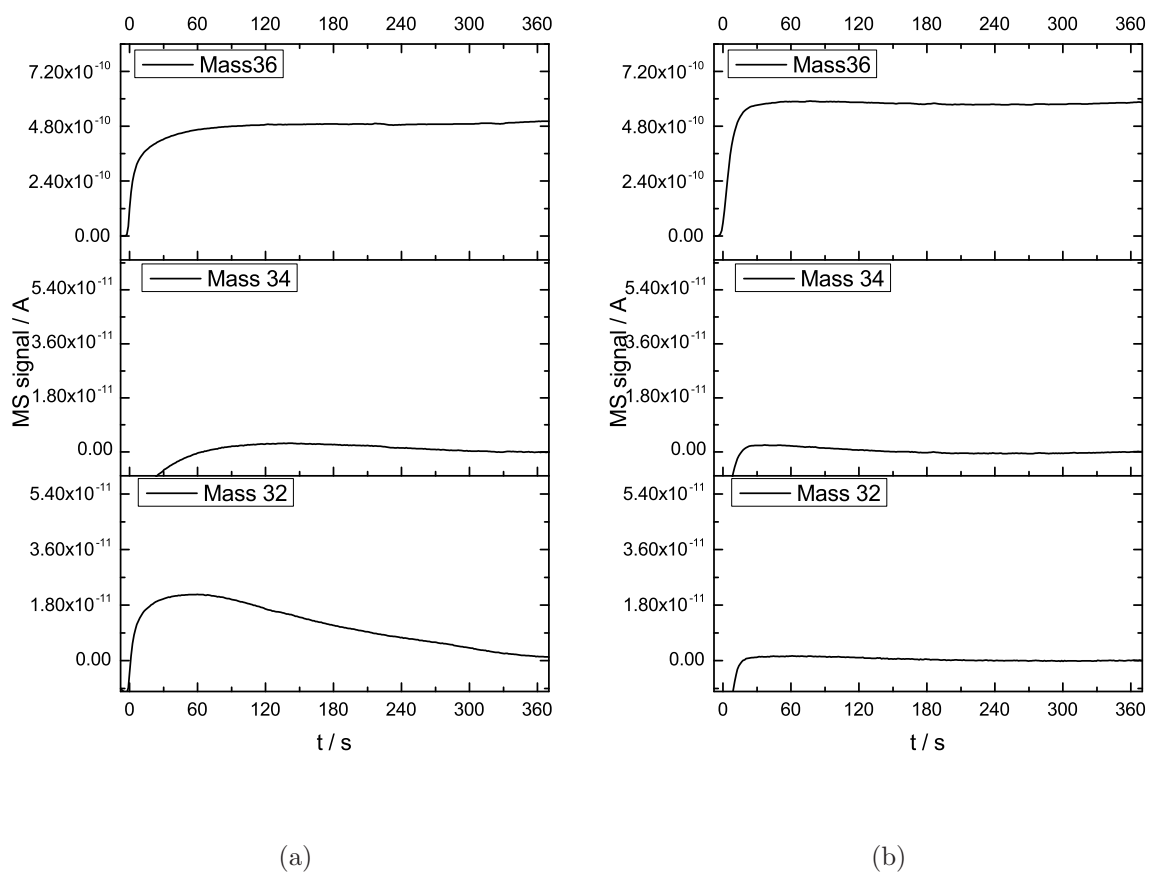 0 60 120 180 240 300 360
Mass36
7.20x10-10
4.80x10-10
2.40x10-10
0.00
Mass 34
5.40x10-11
3.60x10-11
1.80x10-11
0.00
Mass 32
5.40x10-11
3.60x10-11
1.80x10-11
0.00
MS signal / A
0 60 120 180 240 300 360
t / s
(a)
0 60 120 180 240 300 360
Mass36
7.20x10-10
4.80x10-10
2.40x10-10
0.00
Mass 34
5.40x10-11
3.60x10-11
1.80x10-11
0.00
Mass 32
5.40x10-11
3.60x10-11
1.80x10-11
0.00
MS signal / A
0 60 120 180 240 300 360
t / s
(b)